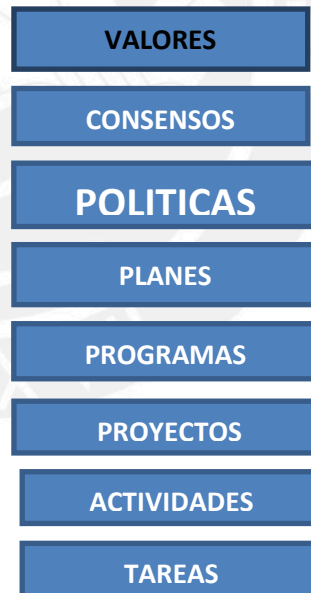 VALORES
CONSENSOS
POLITICAS
PLANES
PROGRAMAS
PROYECTOS
ACTIVIDADES
TAREAS